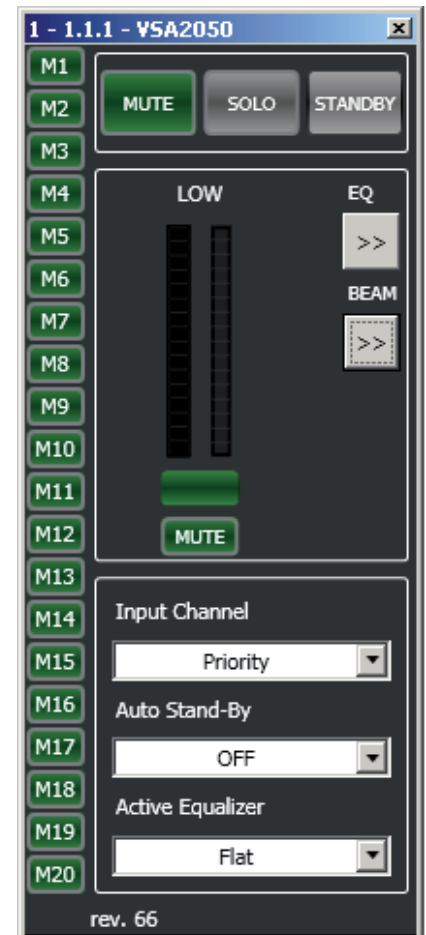 1 - 1.1.1 - VSA2050
M1
M2
M3
M4
M5
M6
M7
M8
M9
M10
M11
M12
M13
M14
M15
M16
M17
M18
M19
M20
MUTE SOLO STANDBY
LOW EQ
>>
BEAM
>>
MUTE
Input Channel
Priority
Auto Stand-By
OFF
Active Equalizer
Flat
rev. 66